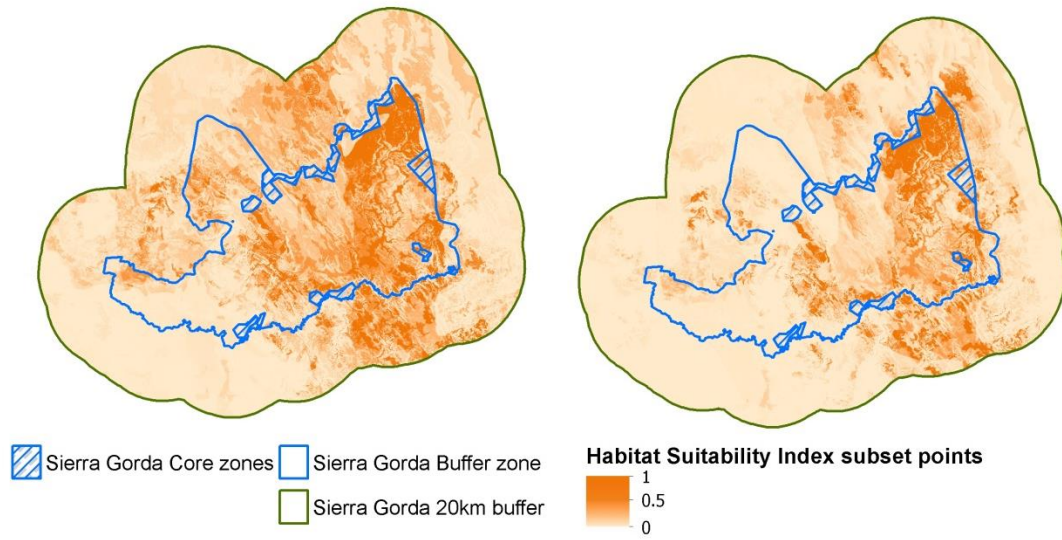 Sierra Gorda Core zones
Sierra Gorda Buffer zone
Sierra Gorda 20km buffer
Habitat Suitability Index subset points
1
0.5
0